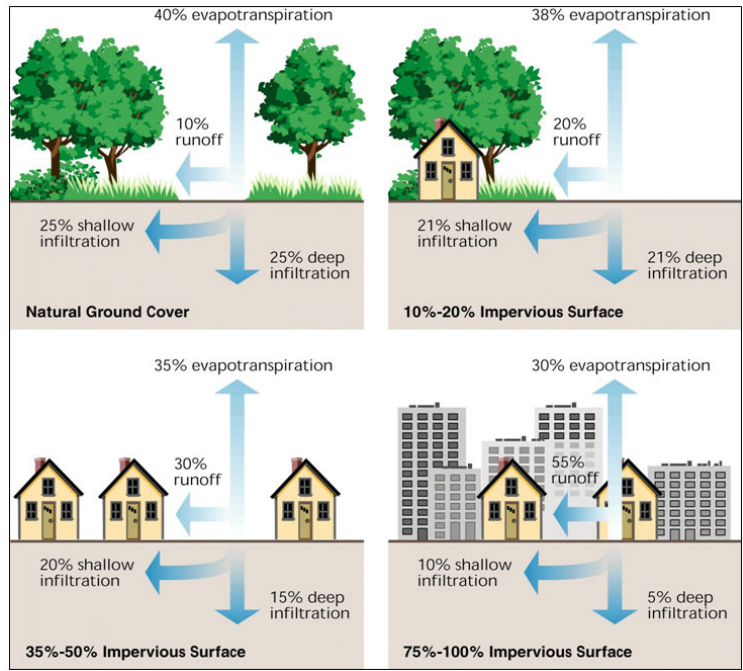 40% evapotranspiration
10%
runoff
25% shallow
infiltration
25% deep
infiltration
Natural Ground Cover
38% evapotranspiration
20%
runoff
21% shallow
infiltration
21% deep
infiltration
10%-20% Impervious Surface
35% evapotranspiration
30%
runoff
20% shallow
infiltration
15% deep
infiltration
35%-50% Impervious Surface
30% evapotranspiration
55%
runoff
10% shallow
infiltration
5% deep
infiltration
75%-100% Impervious Surface